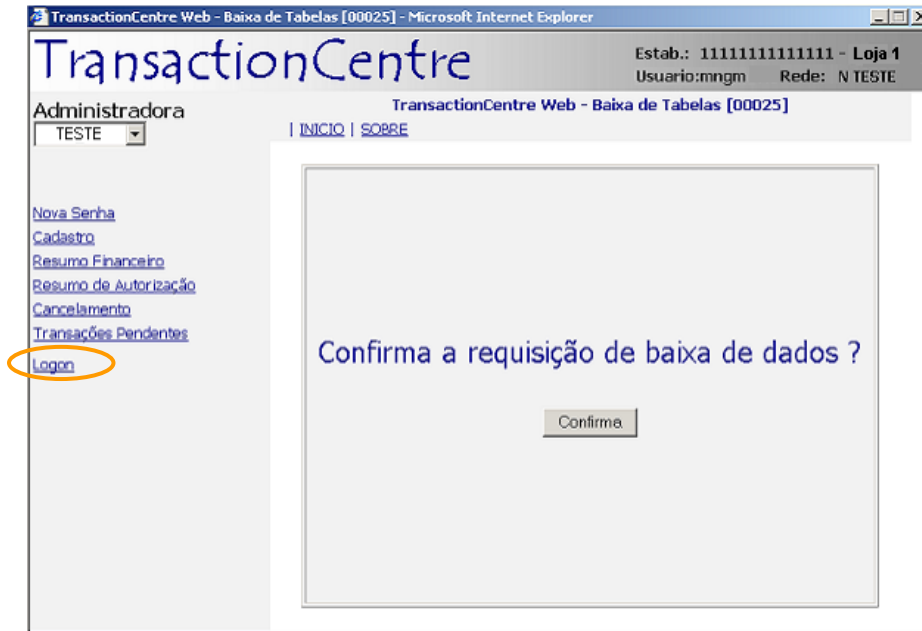 TransactionCentre Web - Baixa de Tabelas [00025] - Microsoft Internet Explorer
TransactionCentre
Estab.: 11111111111111 - Loja 1
Usuario:mngm Rede: N TESTE
Administradora
TESTE
TransactionCentre Web - Baixa de Tabelas [00025]
| INICIO | SOBRE
Nova Senha
Cadastro
Resumo Financeiro
Resumo de Autorização
Cancelamento
Transações Pendentes
Logon
Confirma a requisição de baixa de dados ?
Confirma